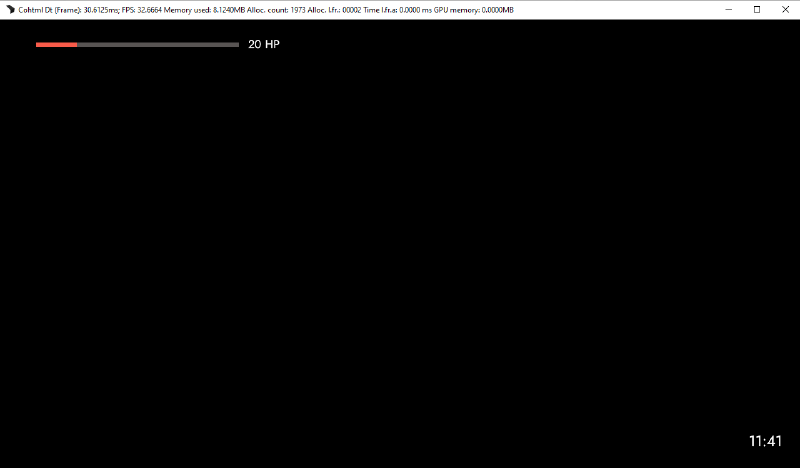 Cohtml Dt (Frame): 30.6125ms; FPS: 32.6664 Memory used: 8.1240MB Alloc. count: 1973 Alloc. l.fr.: 00002 Time l.fr.a: 0.0000 ms GPU memory: 0.0000MB
20 HP
11:41